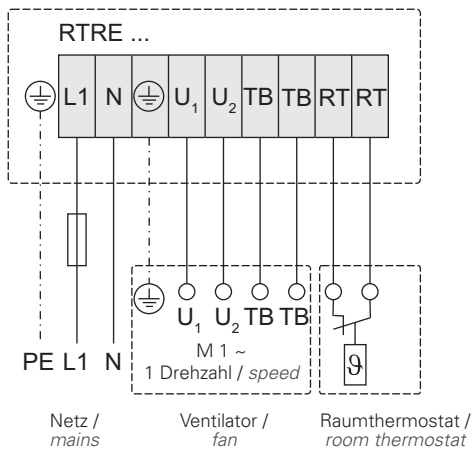 RTRE ...
L1 N U₁ U₂ TB TB RT RT
U₁ U₂ TB TB
M 1 ~
1 Drehzahl / speed
ϑ
PE L1 N
Netz / mains
Ventilator / fan
Raumthermostat / room thermostat